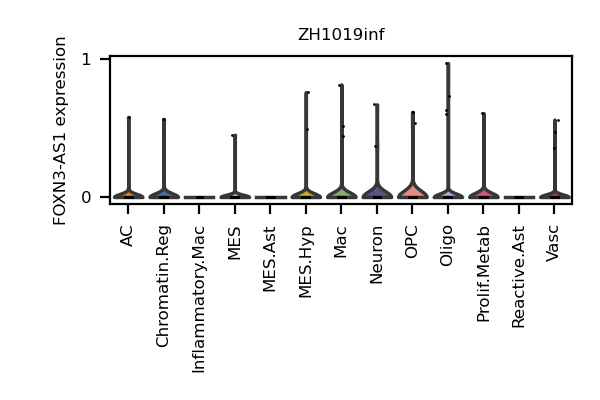 ZH1019inf
FOXN3-AS1 expression
1
0
AC
Chromatin.Reg
Inflammatory.Mac
MES
MES.Ast
MES.Hyp
Mac
Neuron
OPC
Oligo
Prolif.Metab
Reactive.Ast
Vasc